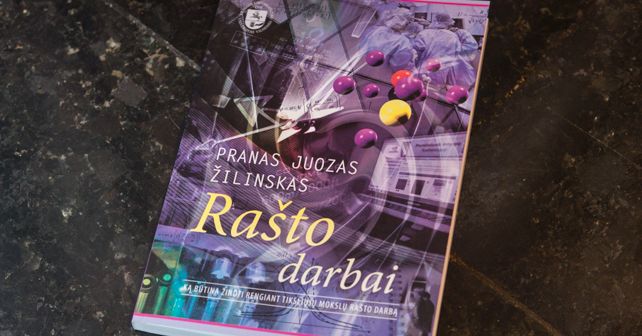 PRANAS JUOZAS
ŽILINSKAS
Rašto
darbai
KĄ BŪTINA ŽINOTI RENGIANT TIKSLIŲJŲ MOKSLŲ RAŠTO DARBĄ